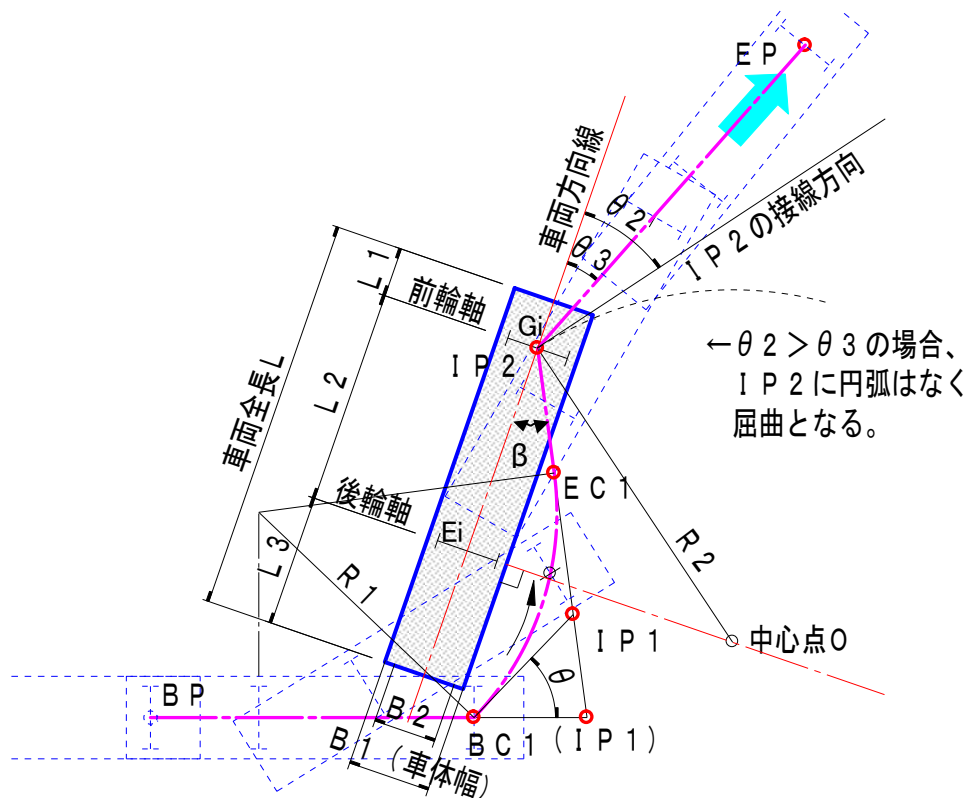 EP
車両方向線
θ2
θ3
IP2の接線方向
L1
前輪軸
Gi
IP2
←θ2>θ3の場合、
IP2に円弧はなく
屈曲となる。
車両全長L
L2
β
EC1
後輪軸
Ei
L3
R1
R2
IP1
中心点O
θ
BP
B2
BC1
(IP1)
B1(車体幅)